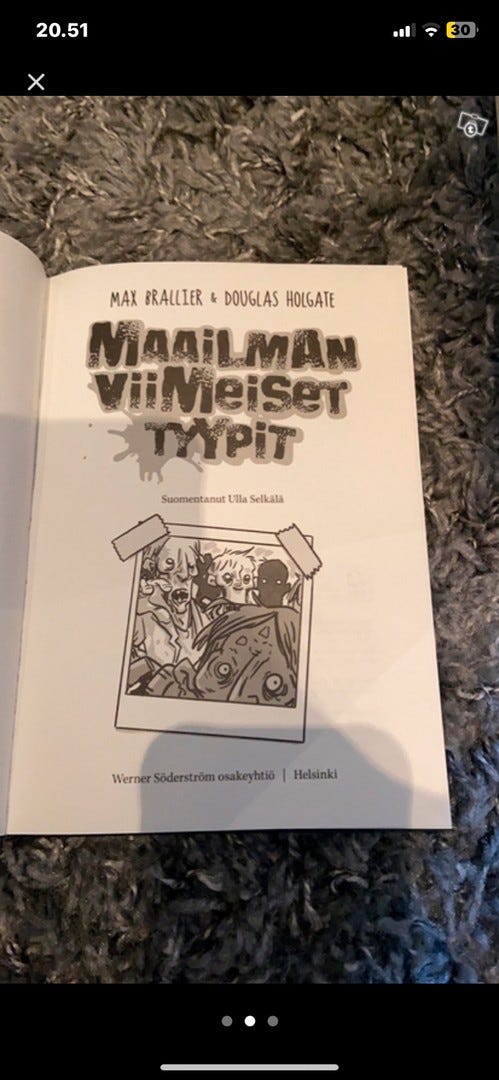 20.51
30
MAX BRALLIER & DOUGLAS HOLGATE
MAAILMAN
VIIMEISET
TYYPIT
Suomentanut Ulla Selkälä
Werner Söderström osakeyhtiö | Helsinki